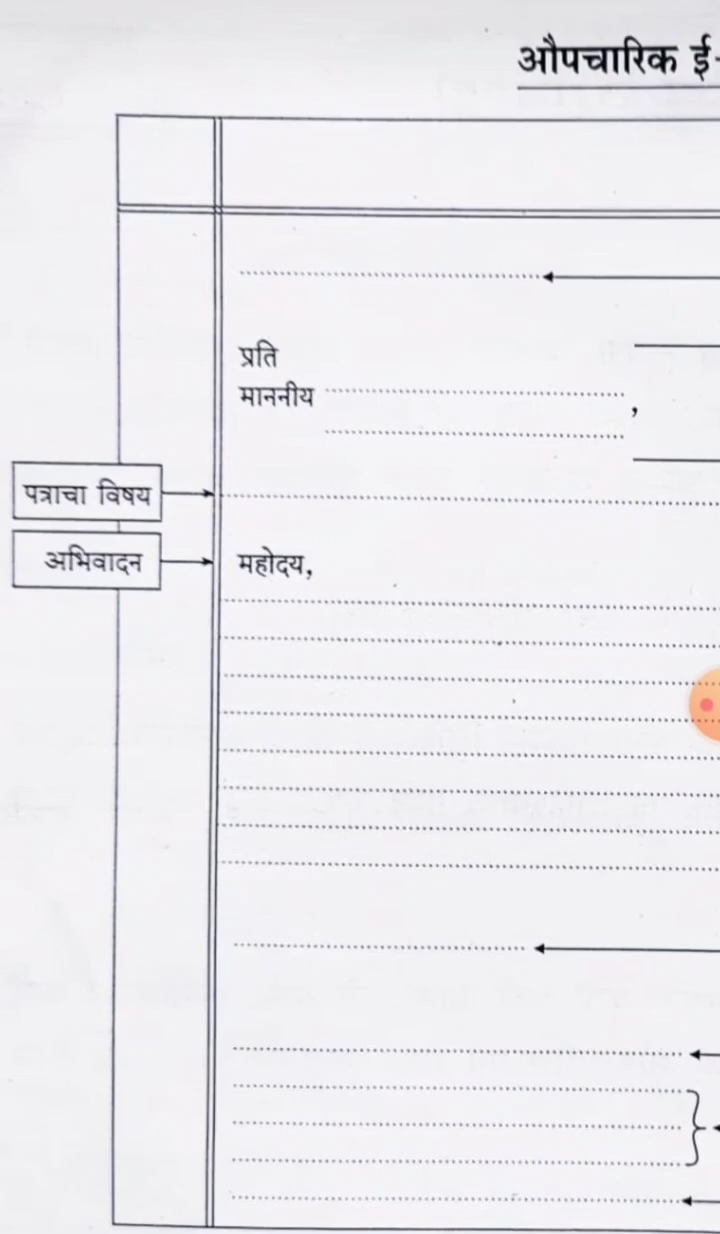 औपचारिक ई-
प्रति
माननीय ,
पत्राचा विषय
अभिवादन
महोदय,